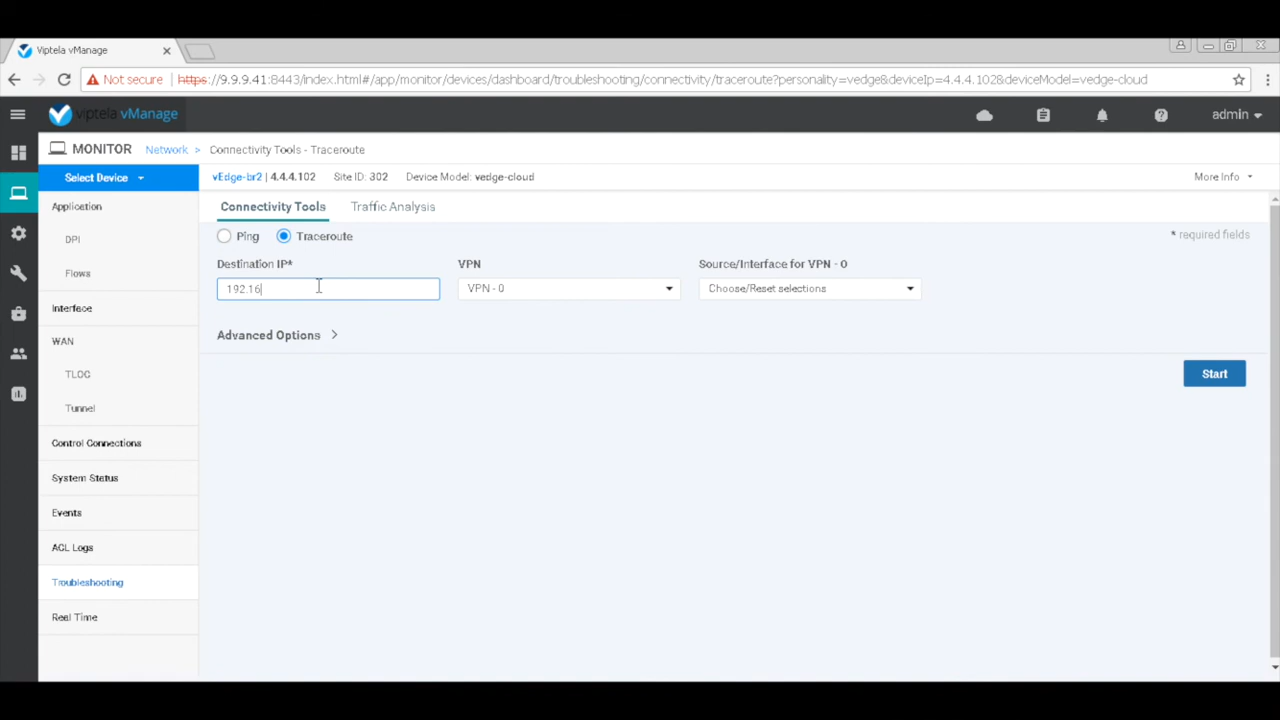 Viptela vManage
Not secure https://9.9.9.41:8443/index.html#/app/monitor/devices/dashboard/troubleshooting/connectivity/traceroute?personality=vedge&deviceIp=4.4.4.102&deviceModel=vedge-cloud
viptela vManage
admin
MONITOR Network > Connectivity Tools - Traceroute
Select Device
vEdge-br2 | 4.4.4.102 Site ID: 302 Device Model: vedge-cloud More Info
Application
DPI
Flows
Interface
WAN
TLOC
Tunnel
Control Connections
System Status
Events
ACL Logs
Troubleshooting
Real Time
Connectivity Tools Traffic Analysis
Ping Traceroute * required fields
Destination IP* VPN Source/Interface for VPN - 0
192.16 VPN - 0 Choose/Reset selections
Advanced Options >
Start